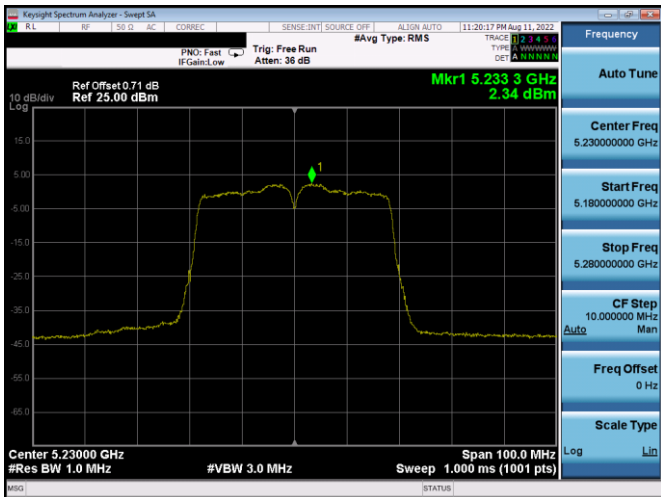 Keysight Spectrum Analyzer - Swept SA
RL RF 50 Ω AC CORREC SENSE:INT SOURCE OFF ALIGN AUTO 11:20:17 PM Aug 11, 2022
#Avg Type: RMS
TRACE 1 2 3 4 5 6
TYPE A WWWWW
DET A N N N N N
PNO: Fast
IFGain:Low
Trig: Free Run
Atten: 36 dB
Mkr1 5.233 3 GHz
2.34 dBm
Ref Offset 0.71 dB
10 dB/div Ref 25.00 dBm
Log
15.0
5.00
-5.00
-15.0
-25.0
-35.0
-45.0
-55.0
-65.0
1
Center 5.23000 GHz
#Res BW 1.0 MHz
#VBW 3.0 MHz
Span 100.0 MHz
Sweep 1.000 ms (1001 pts)
MSG
STATUS
Frequency
Auto Tune
Center Freq
5.230000000 GHz
Start Freq
5.180000000 GHz
Stop Freq
5.280000000 GHz
CF Step
10.000000 MHz
Auto Man
Freq Offset
0 Hz
Scale Type
Log Lin